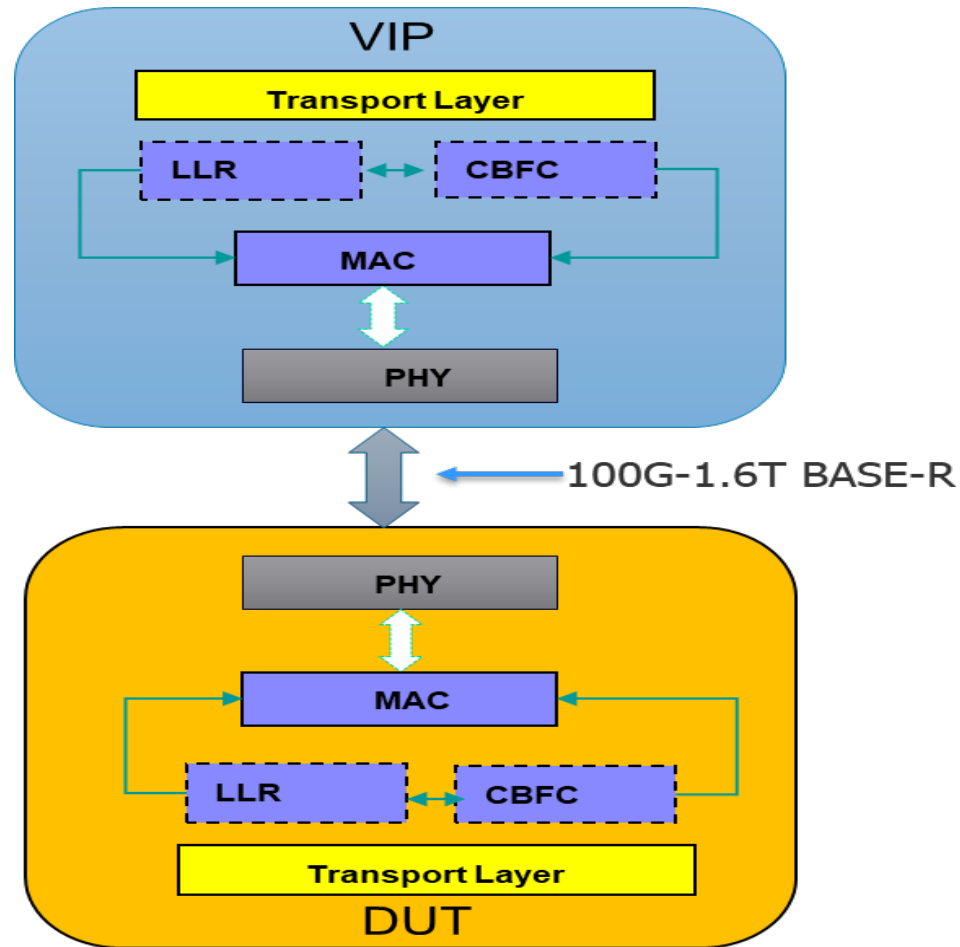 VIP
Transport Layer
LLR
CBFC
MAC
PHY
100G-1.6T BASE-R
PHY
MAC
LLR
CBFC
Transport Layer
DUT